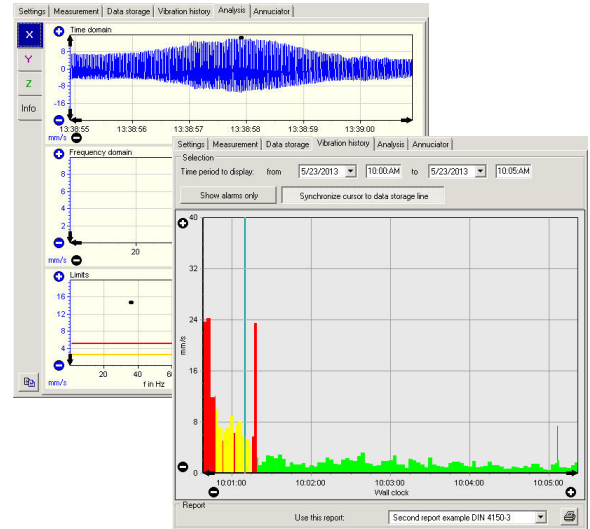 Settings Measurement Data storage Vibration history Analysis Annuciator
X
Y
Z
Info
Time domain
8
0
-8
-16
13:38:55 13:38:56 13:38:57 13:38:58 13:38:59 13:39:00
mm/s
Frequency domain
8
6
4
2
20
mm/s
Limits
16
12
8
4
20 40 
mm/s f in Hz
Settings Measurement Data storage Vibration history Analysis Annuciator
Selection
Time period to display: from 5/23/2013 10:00 AM to 5/23/2013 10:05 AM
Show alarms only Synchronize cursor to data storage line
40
32
24
16
8
0
mm/s
10:01:00 10:02:00 10:03:00 10:04:00 10:05:00
Wall clock
Report
Use this report: Second report example DIN 4150-3